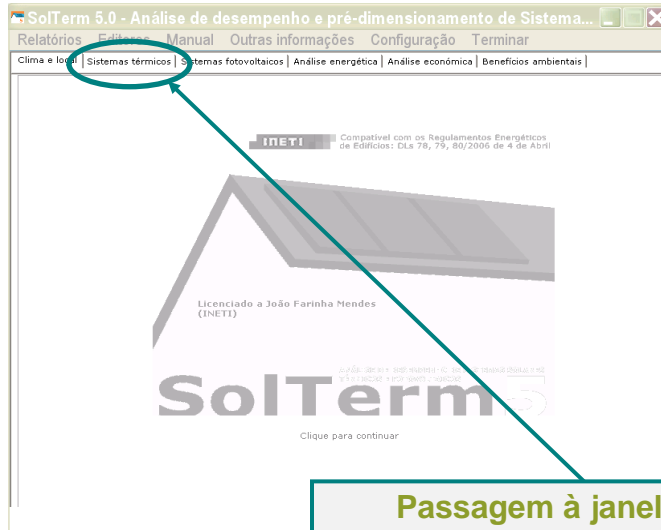 SolTerm 5.0 - Análise de desempenho e pré-dimensionamento de Sistema...
Relatórios Editores Manual Outras informações Configuração Terminar
Clima e local | Sistemas térmicos | Sistemas fotovoltaicos | Análise energética | Análise económica | Benefícios ambientais |
INETI
Compatível com os Regulamentos Energéticos
de Edifícios: DLs 78, 79, 80/2006 de 4 de Abril
Licenciado a João Farinha Mendes
(INETI)
SolTerm5
Clique para continuar
Passagem à janel